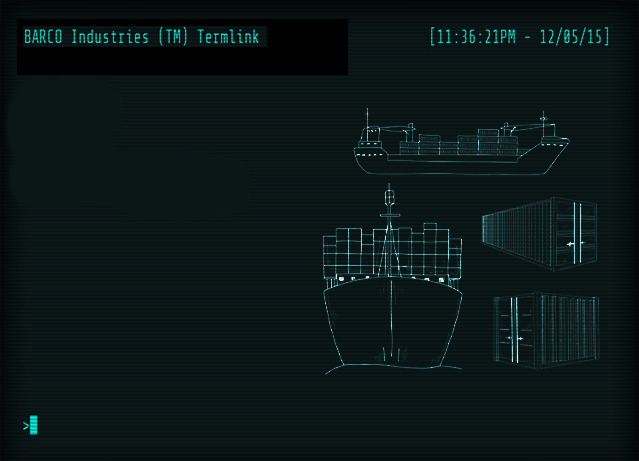 BARCO Industries (TM) Termlink
[11:36:21PM - 12/05/15]
>